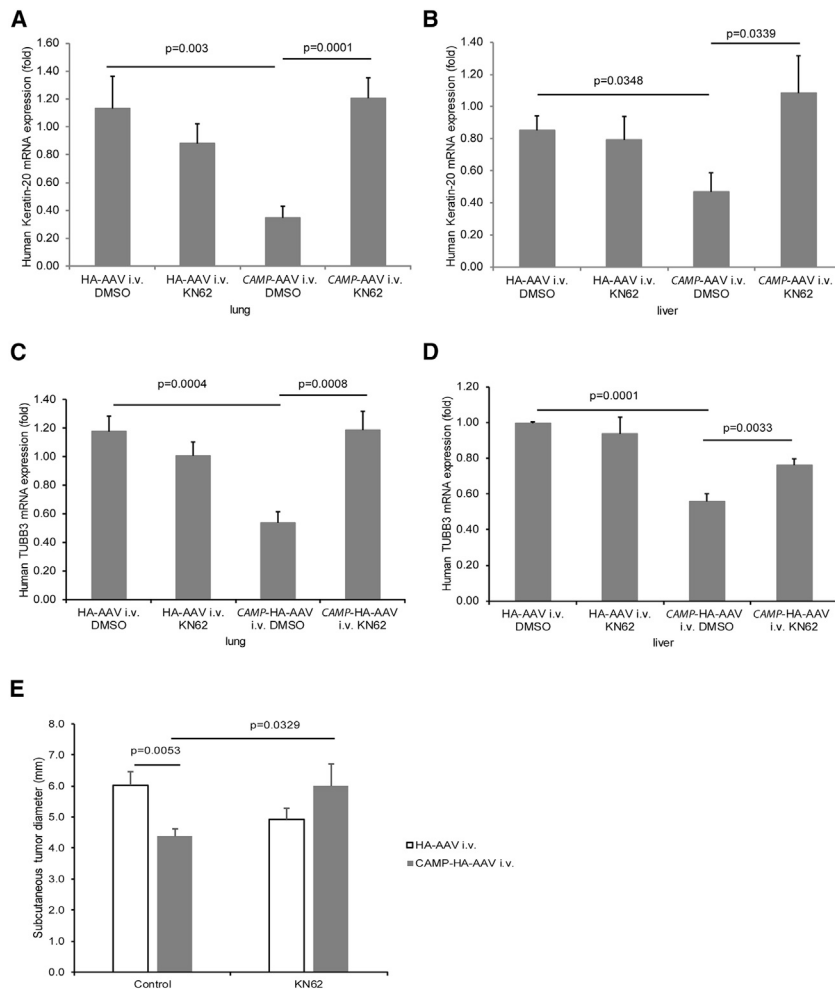 A
Human Keratin-20 mRNA expression (fold)
1.60
1.40
1.20
1.00
0.80
0.60
0.40
0.20
0.00
p=0.003
p=0.0001
HA-AAV i.v. HA-AAV i.v. CAMP-AAV i.v. CAMP-AAV i.v.
DMSO KN62 DMSO KN62
lung
B
Human Keratin-20 mRNA expression (fold)
1.40
1.20
1.00
0.80
0.60
0.40
0.20
0.00
p=0.0339
p=0.0348
HA-AAV i.v. HA-AAV i.v. CAMP-AAV i.v. CAMP-AAV i.v.
DMSO KN62 DMSO KN62
liver
C
Human TUBB3 mRNA expression (fold)
1.40
1.20
1.00
0.80
0.60
0.40
0.20
0.00
p=0.0004
p=0.0008
HA-AAV i.v. HA-AAV i.v. CAMP-HA-AAV CAMP-HA-AAV
DMSO KN62 i.v. DMSO i.v. KN62
lung
D
Human TUBB3 mRNA expression (fold)
1.20
1.00
0.80
0.60
0.40
0.20
0.00
p=0.0001
p=0.0033
HA-AAV i.v. HA-AAV i.v. CAMP-HA-AAV CAMP-HA-AAV
DMSO KN62 i.v. DMSO i.v. KN62
liver
E
Subcutaneous tumor diameter (mm)
8.0
7.0
6.0
5.0
4.0
3.0
2.0
1.0
0.0
p=0.0329
p=0.0053
Control KN62
HA-AAV i.v.
CAMP-HA-AAV i.v.